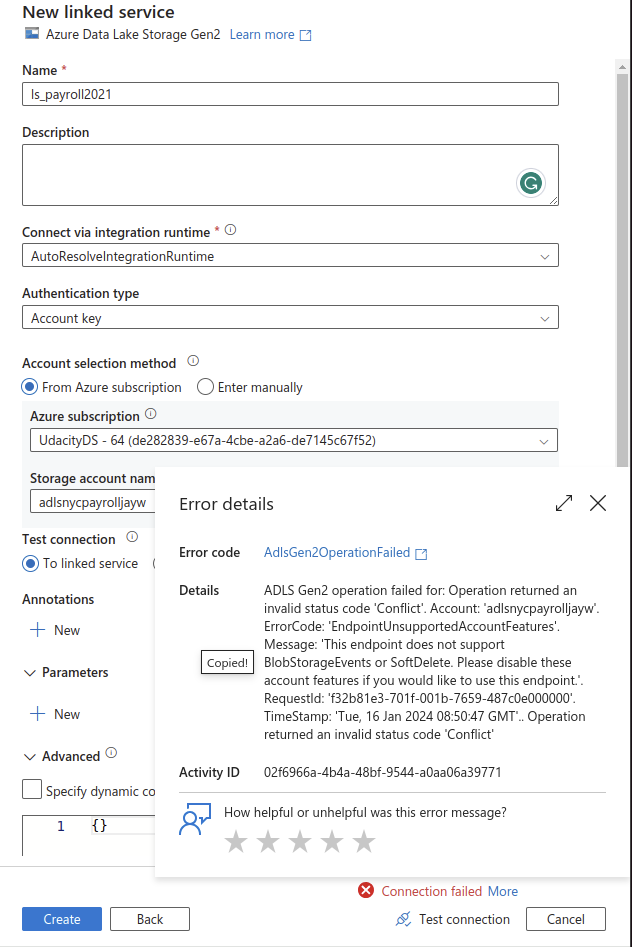 New linked service
Azure Data Lake Storage Gen2 Learn more
Name *
ls_payroll2021
Description
Connect via integration runtime *
AutoResolveIntegrationRuntime
Authentication type
Account key
Account selection method
From Azure subscription Enter manually
Azure subscription
UdacityDS - 64 (de282839-e67a-4cbe-a2a6-de7145c67f52)
Storage account nam
adlsnycpayrolljayw
Test connection
To linked service
Annotations
New
Parameters
New
Advanced
Specify dynamic co
1 {}
Error details
Error code AdlsGen2OperationFailed
Details ADLS Gen2 operation failed for: Operation returned an
invalid status code 'Conflict'. Account: 'adlsnycpayrolljayw'.
ErrorCode: 'EndpointUnsupportedAccountFeatures'.
Message: 'This endpoint does not support
BlobStorageEvents or SoftDelete. Please disable these
account features if you would like to use this endpoint.'.
RequestId: 'f32b81e3-701f-001b-7659-487c0e000000'.
TimeStamp: 'Tue, 16 Jan 2024 08:50:47 GMT'.. Operation
returned an invalid status code 'Conflict'
Copied!
Activity ID 02f6966a-4b4a-48bf-9544-a0aa06a39771
How helpful or unhelpful was this error message?
Connection failed More
Create Back Test connection Cancel